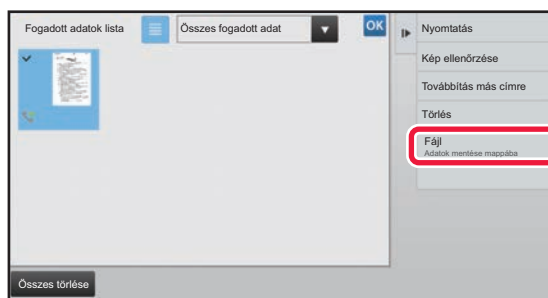 Fogadott adatok lista
Összes fogadott adat
OK
Nyomtatás
Kép ellenőrzése
Továbbítás más címre
Törlés
Fájl
Adatok mentése mappába
Összes törlése